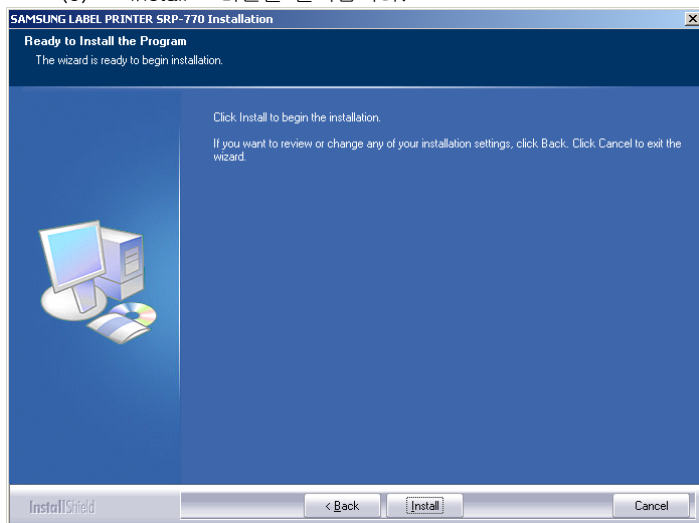 SAMSUNG LABEL PRINTER SRP-770 Installation
Ready to Install the Program
The wizard is ready to begin installation.
Click Install to begin the installation.
If you want to review or change any of your installation settings, click Back. Click Cancel to exit the
wizard.
InstallShield
< Back
Install
Cancel